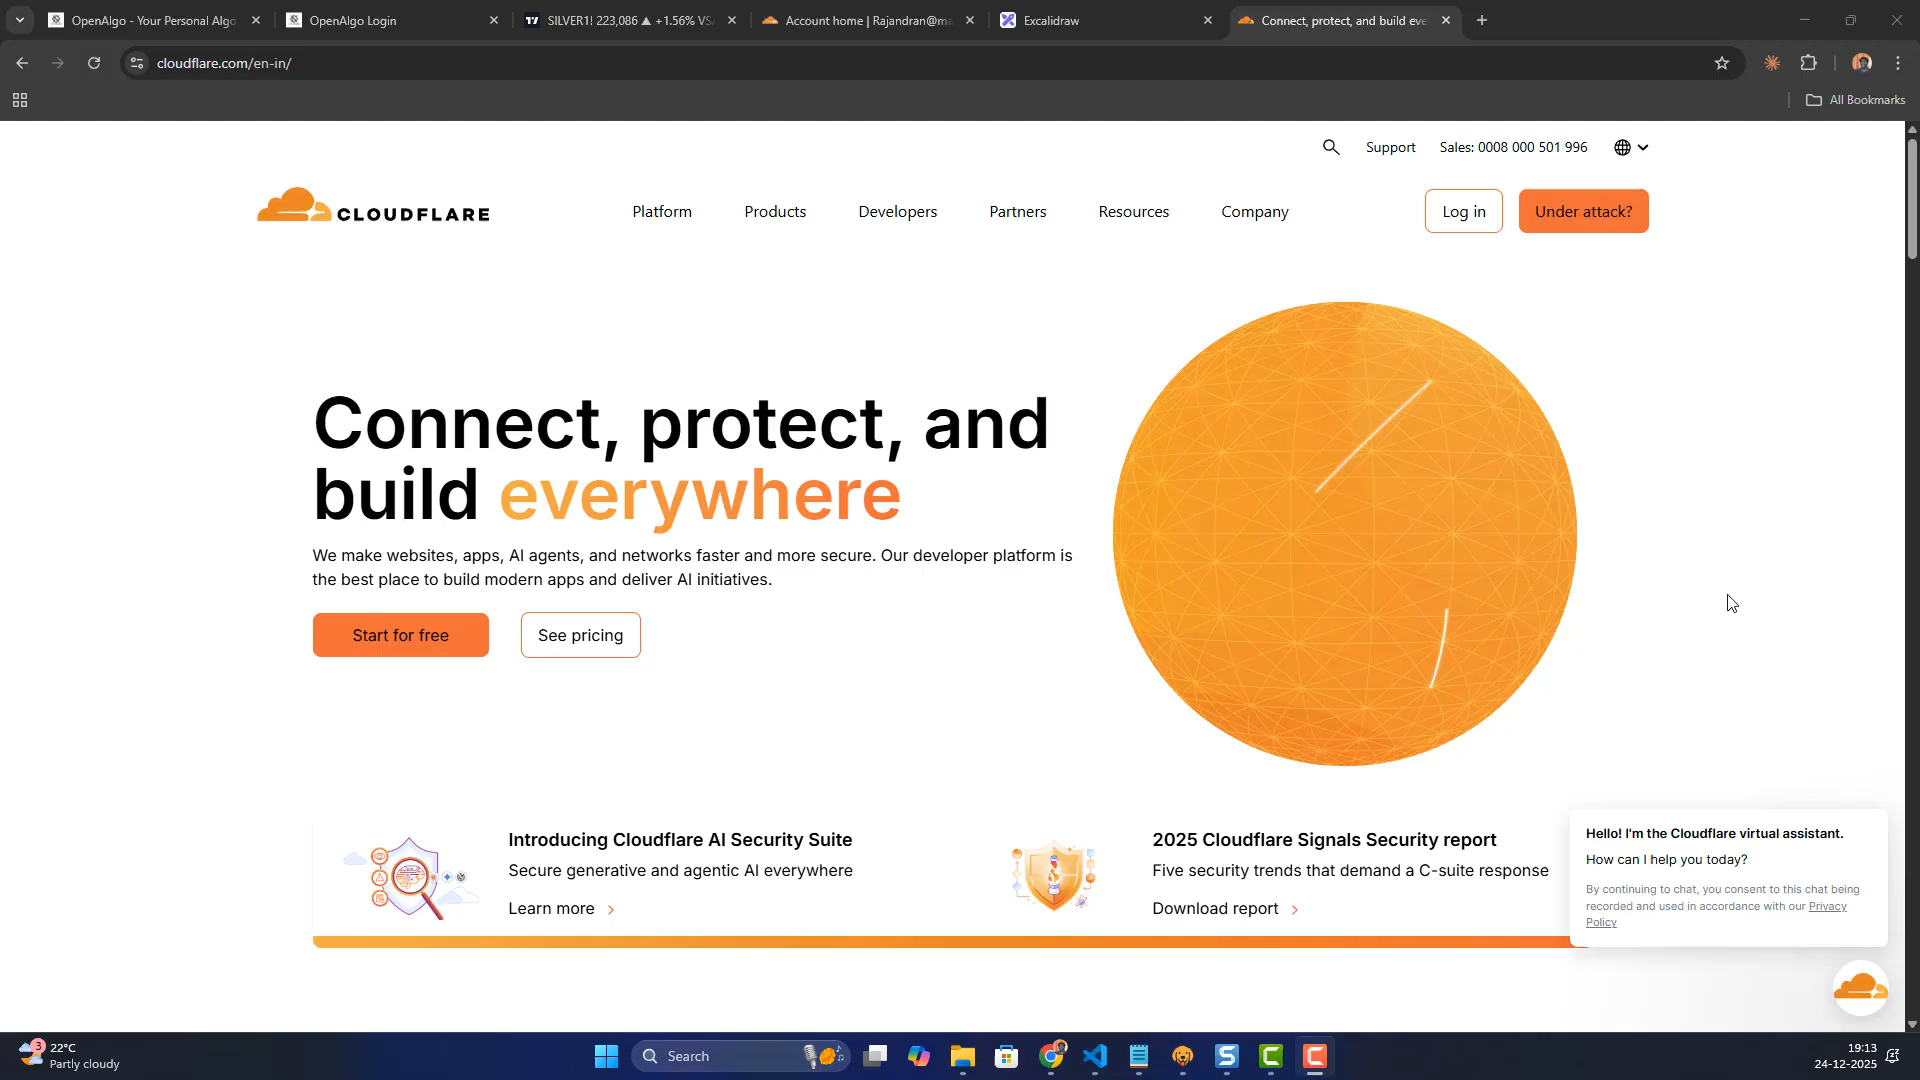 OpenAlgo - Your Personal Algo
OpenAlgo Login
SILVER1! 223,086 ▲ +1.56% VS
Account home | Rajandran@ma
Excalidraw
Connect, protect, and build eve
cloudflare.com/en-in/
All Bookmarks
Support
Sales: 0008 000 501 996
CLOUDFLARE
Platform
Products
Developers
Partners
Resources
Company
Log in
Under attack?
Connect, protect, and
build everywhere
We make websites, apps, AI agents, and networks faster and more secure. Our developer platform is
the best place to build modern apps and deliver AI initiatives.
Start for free
See pricing
Introducing Cloudflare AI Security Suite
Secure generative and agentic AI everywhere
Learn more
2025 Cloudflare Signals Security report
Five security trends that demand a C-suite response
Download report
Hello! I'm the Cloudflare virtual assistant.
How can I help you today?
By continuing to chat, you consent to this chat being
recorded and used in accordance with our Privacy
Policy
3
22°C
Partly cloudy
Search
19:13
24-12-2025